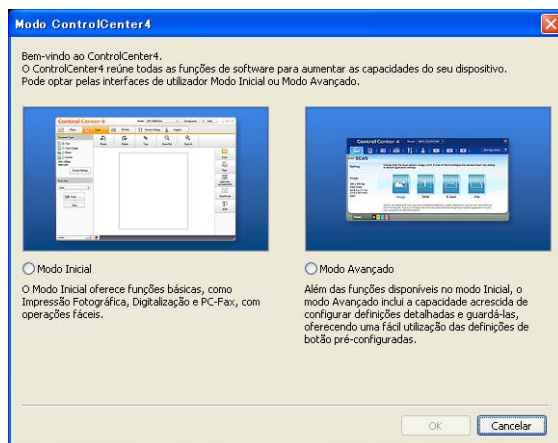 Modo ControlCenter4
Bem-vindo ao ControlCenter4.
O ControlCenter4 reúne todas as funções de software para aumentar as capacidades do seu dispositivo.
Pode optar pelas interfaces de utilizador Modo Inicial ou Modo Avançado.
Control Center 4
Control Center 4
SCAN
Image
OCR
E-mail
File
Modo Inicial
O Modo Inicial oferece funções básicas, como
Impressão Fotográfica, Digitalização e PC-Fax, com
operações fáceis.
Modo Avançado
Além das funções disponíveis no modo Inicial, o
modo Avançado inclui a capacidade acrescida de
configurar definições detalhadas e guardá-las,
oferecendo uma fácil utilização das definições de
botão pré-configuradas.
OK
Cancelar